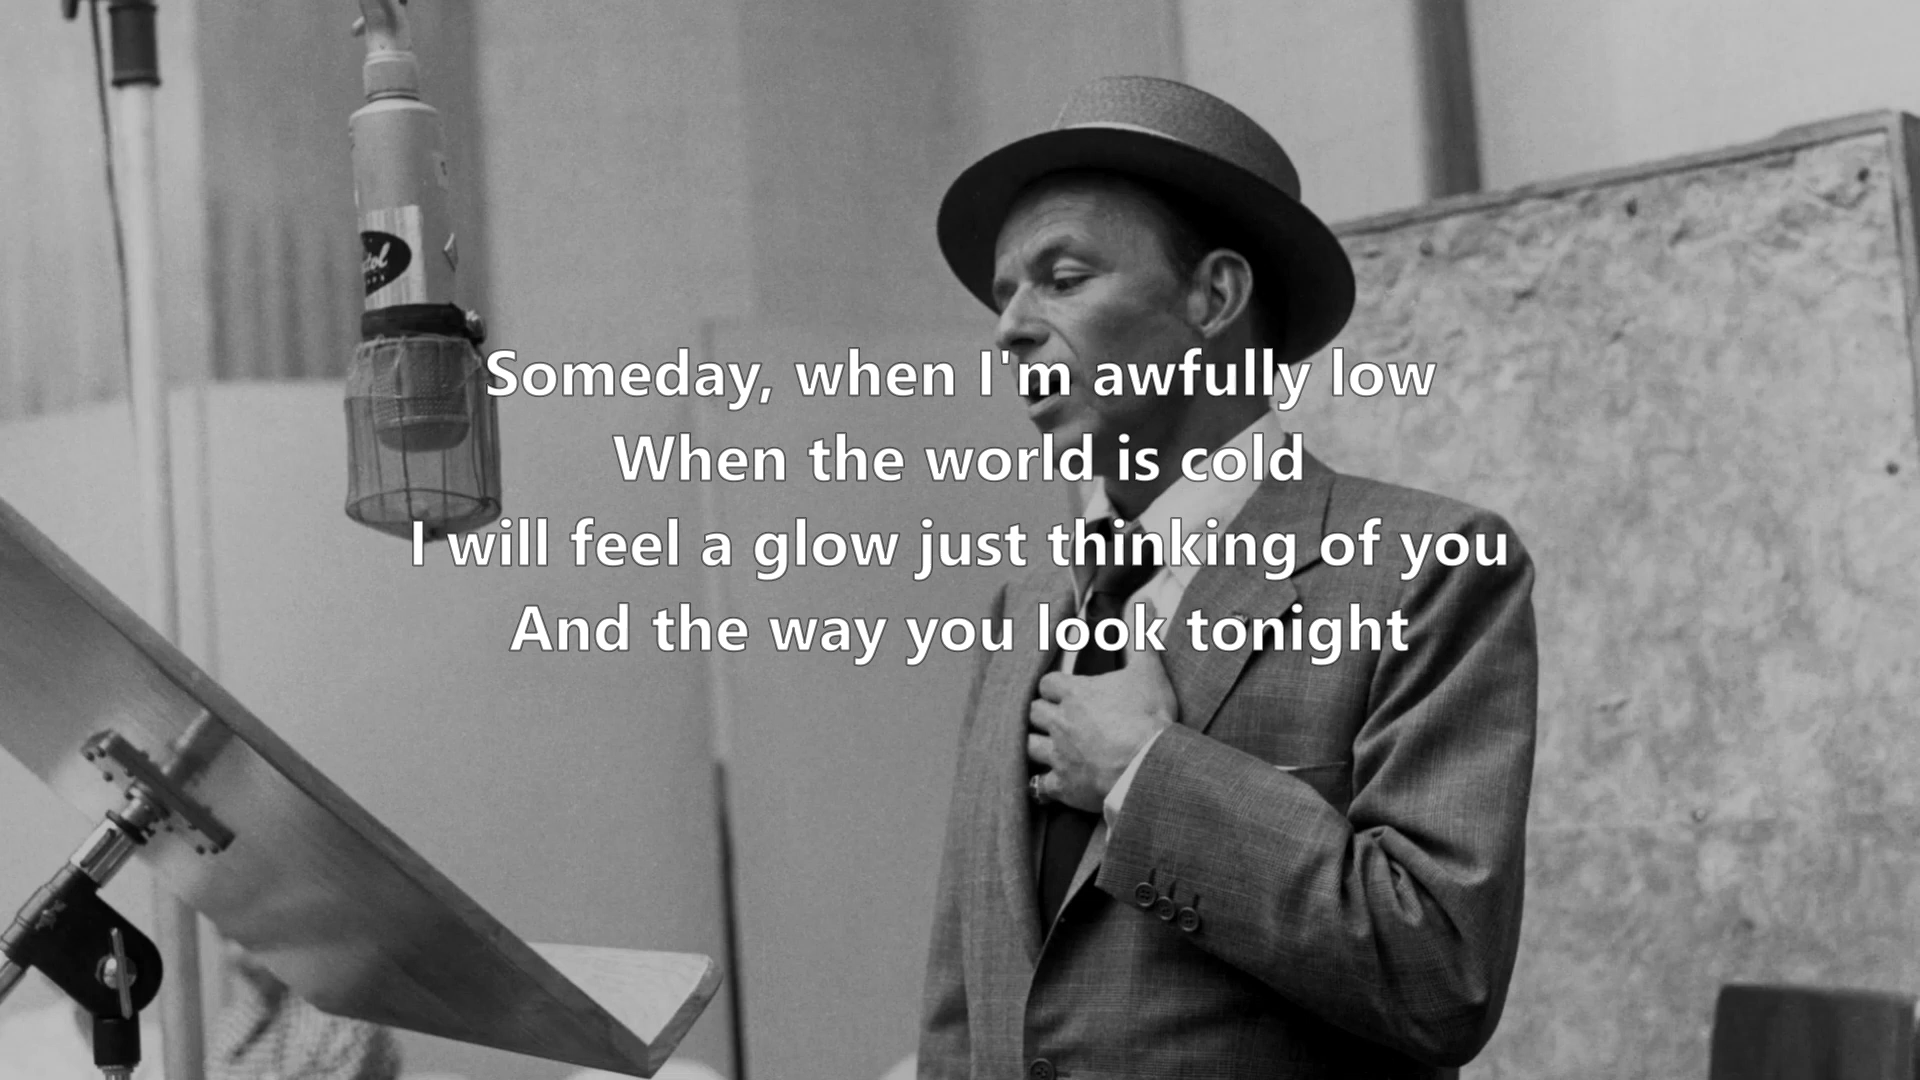 Someday, when I'm awfully low
When the world is cold
I will feel a glow just thinking of you
And the way you look tonight